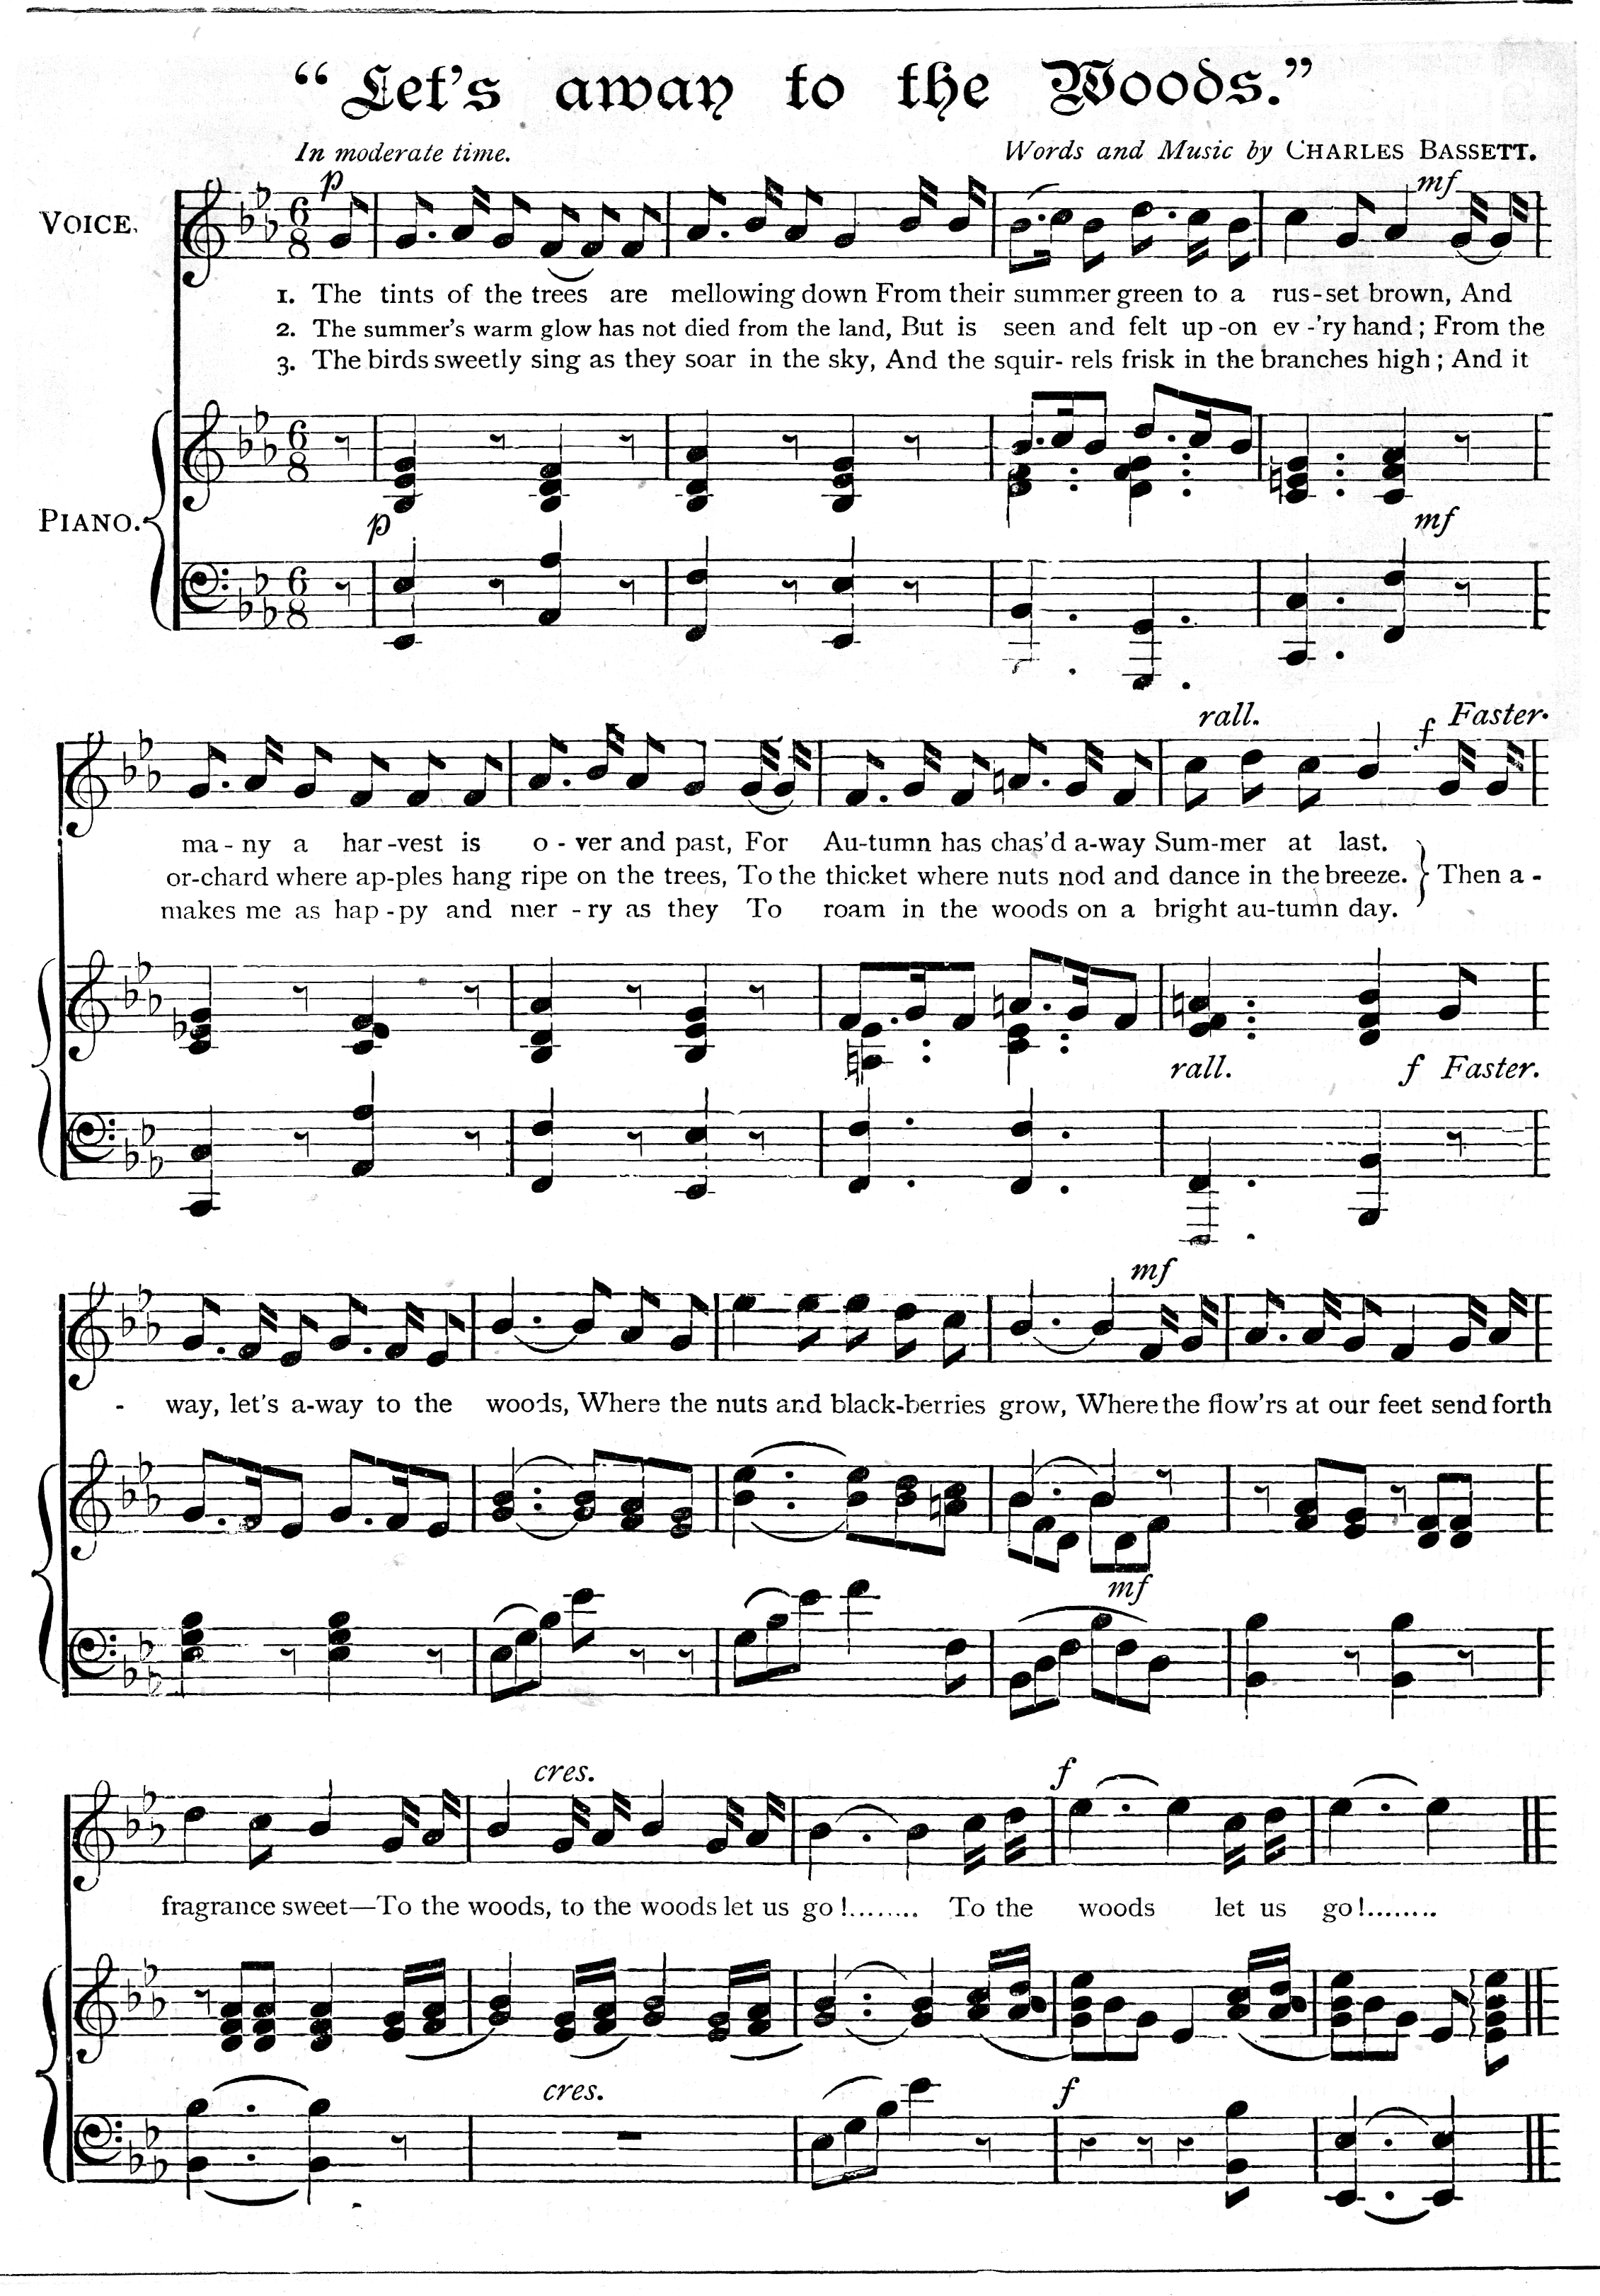 “Let’s away to the Woods.”
In moderate time.
Words and Music by CHARLES BASSETT.
p
mf
VOICE.
1. The tints of the trees are mellowing down From their summer green to a rus-set brown, And
2. The summer’s warm glow has not died from the land, But is seen and felt up-on ev-’ry hand; From the
3. The birds sweetly sing as they soar in the sky, And the squir-rels frisk in the branches high; And it
PIANO.
p
mf
rall.
f Faster.
ma-ny a har-vest is o-ver and past, For Au-tumn has chas’d a-way Sum-mer at last.
or-chard where ap-ples hang ripe on the trees, To the thicket where nuts nod and dance in the breeze. } Then a-
makes me as hap-py and mer-ry as they To roam in the woods on a bright au-tumn day.
rall.
f Faster.
mf
- way, let’s a-way to the woods, Where the nuts and black-berries grow, Where the flow’rs at our feet send forth
mf
cres.
f
fragrance sweet—To the woods, to the woods let us go!........ To the woods let us go!........
cres.
f